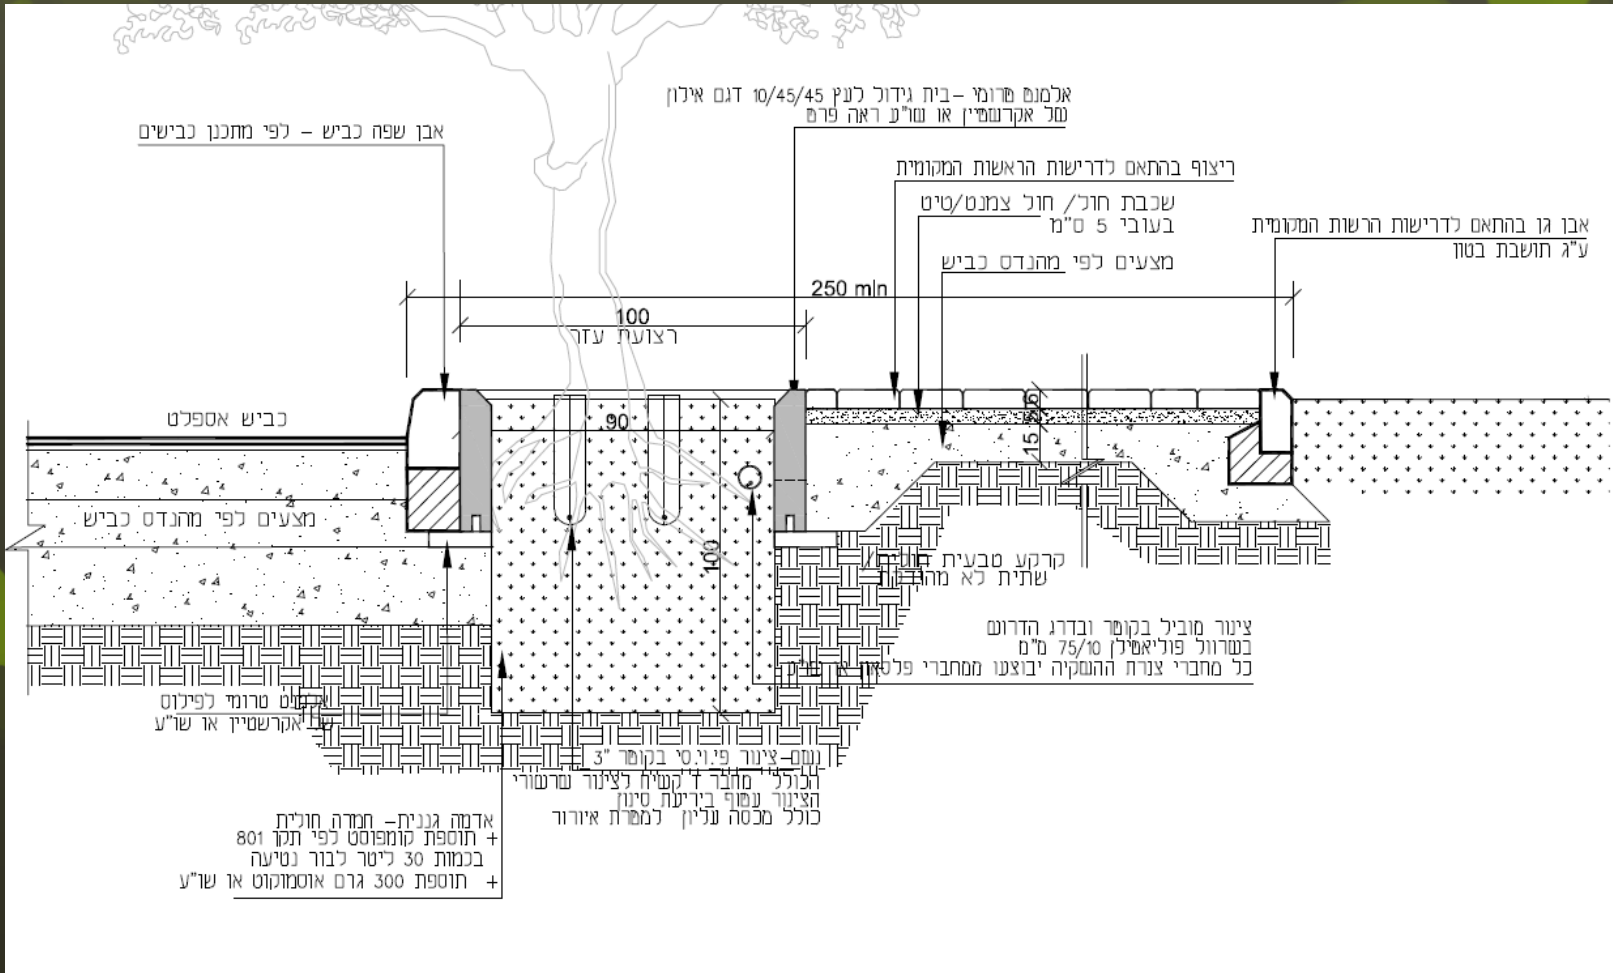 אלמנט טרומי -בית גידול לעץ 10/45/45 דגם אילון
של אקרשטיין או שו"ע ראה פרט
אבן שפה כביש - לפי מתכנן כבישים
ריצוף בהתאם לדרישות הראשות המקומית
שכבת חול/ חול צמנט/טיט
בעובי 5 ס"מ
אבן גן בהתאם לדרישות הרשות המקומית
ע"ג תושבת בטון
מצעים לפי מהנדס כביש
250 min
100
רצועת עזר
כביש אספלט
90
6
15
מצעים לפי מהנדס כביש
100
קרקע טבעית
שתית לא מהודקת
צינור מוביל בקוטר ובדרג הדרוש
בשרוול פוליאטילן 75/10 מ"מ
כל מחברי צנרת ההשקיה יבוצעו ממחברי פלסאון או שו"ע
אלמנט טרומי לפילוס
של אקרשטיין או שו"ע
נשם-צינור פי.וי.סי בקוטר 3"
הכולל מחבר T קשיח לצינור שרשורי
הצינור עטוף ביריעת סינון
כולל מכסה עליון למטרת איורור
אדמה גננית- חמרה חולית
+ תוספת קומפוסט לפי תקן 801
בכמות 30 ליטר לבור נטיעה
+ תוספת 300 גרם אוסמוקוט או שו"ע